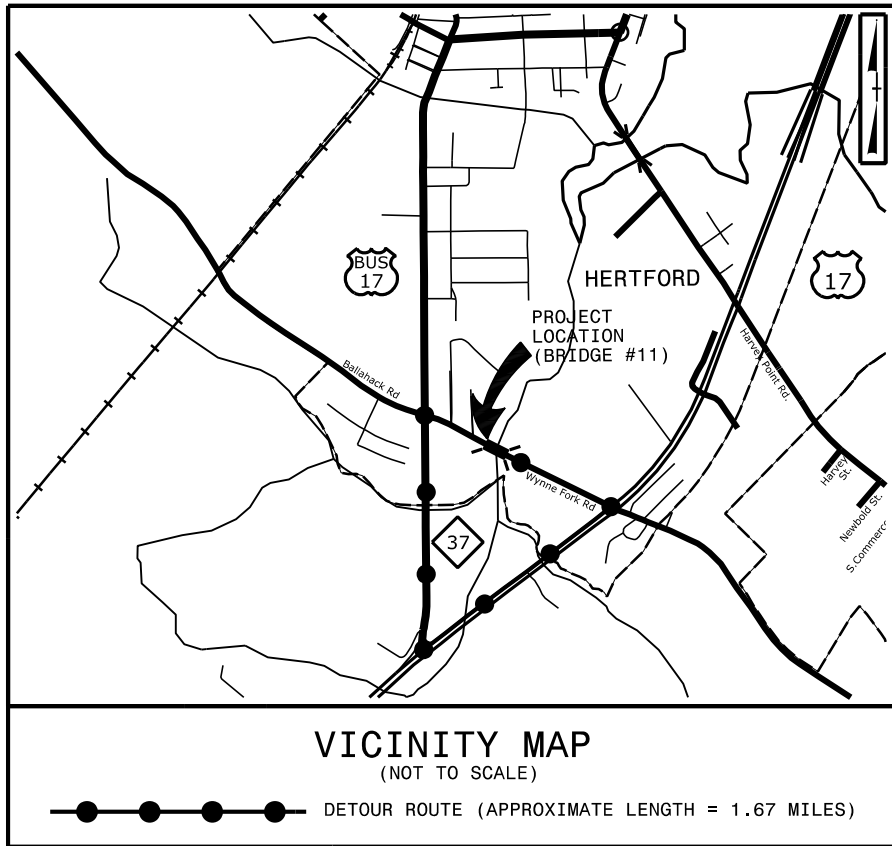 BUS
17
HERTFORD
17
PROJECT
LOCATION
(BRIDGE #11)
Harvey Point Rd.
Ballahack Rd
Wynne Fork Rd
Harvey
St.
Newbold St.
S.Commerc
37
VICINITY MAP
(NOT TO SCALE)
DETOUR ROUTE (APPROXIMATE LENGTH = 1.67 MILES)